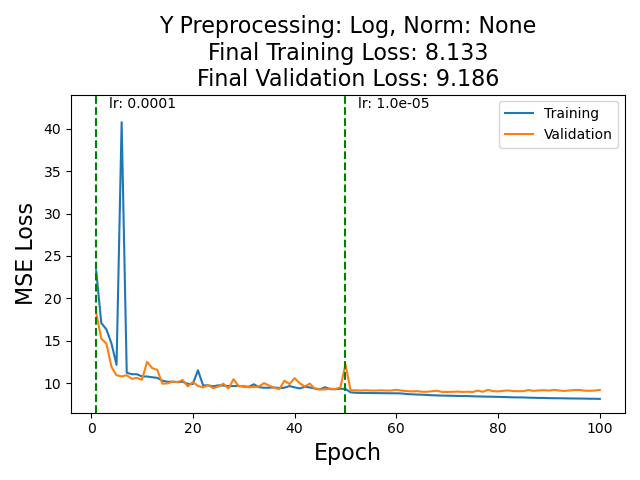 Y Preprocessing: Log, Norm: None
Final Training Loss: 8.133
Final Validation Loss: 9.186
lr: 0.0001
lr: 1.0e-05
Training
Validation
40
35
30
25
20
15
10
MSE Loss
0
20
40
60
80
100
Epoch